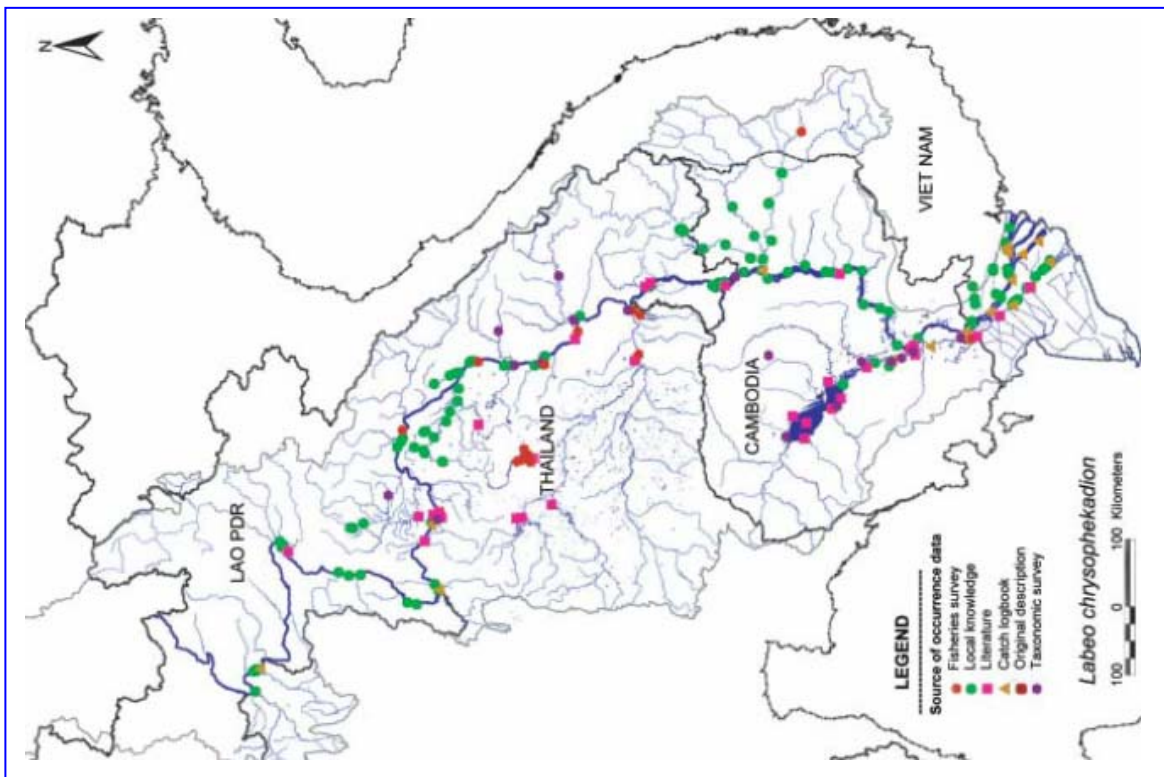 N
LAO PDR
THAILAND
CAMBODIA
VIET NAM
LEGEND
Source of occurrence data
Fisheries survey
Local knowledge
Literature
Catch logbook
Original description
Taxonomic survey
Labeo chrysophekadion
100 0 100 Kilometers